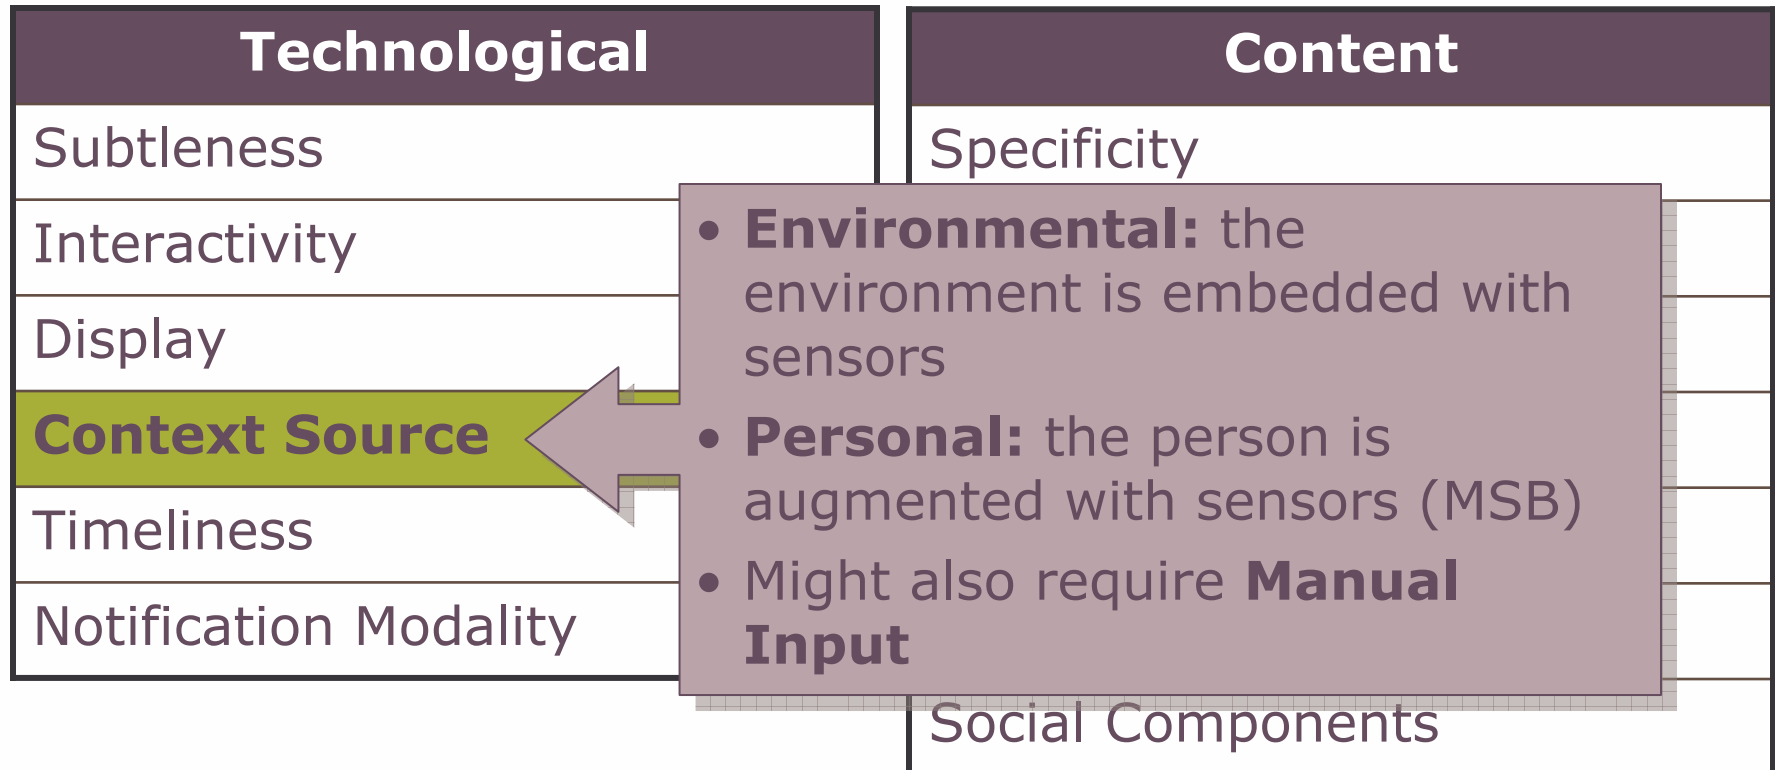 Technological
Subtleness
Interactivity
Display
Context Source
Timeliness
Notification Modality
Content
Specificity
• Environmental: the
environment is embedded with
sensors
• Personal: the person is
augmented with sensors (MSB)
• Might also require Manual
Input
Social Components